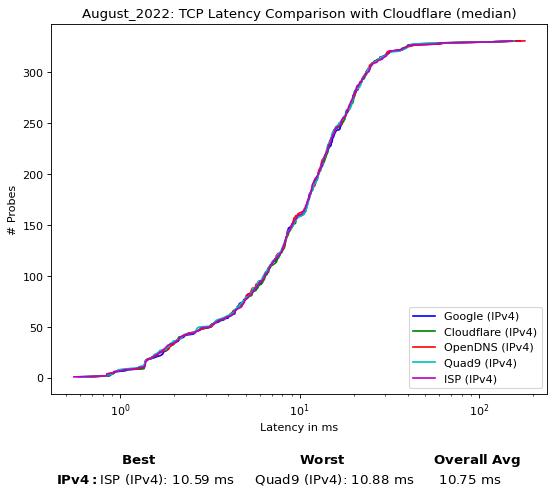 August_2022: TCP Latency Comparison with Cloudflare (median)
# Probes
300
250
200
150
100
50
0
Google (IPv4)
Cloudflare (IPv4)
OpenDNS (IPv4)
Quad9 (IPv4)
ISP (IPv4)
10⁰ 10¹ 10²
Latency in ms
Best Worst Overall Avg
IPv4: ISP (IPv4): 10.59 ms Quad9 (IPv4): 10.88 ms 10.75 ms